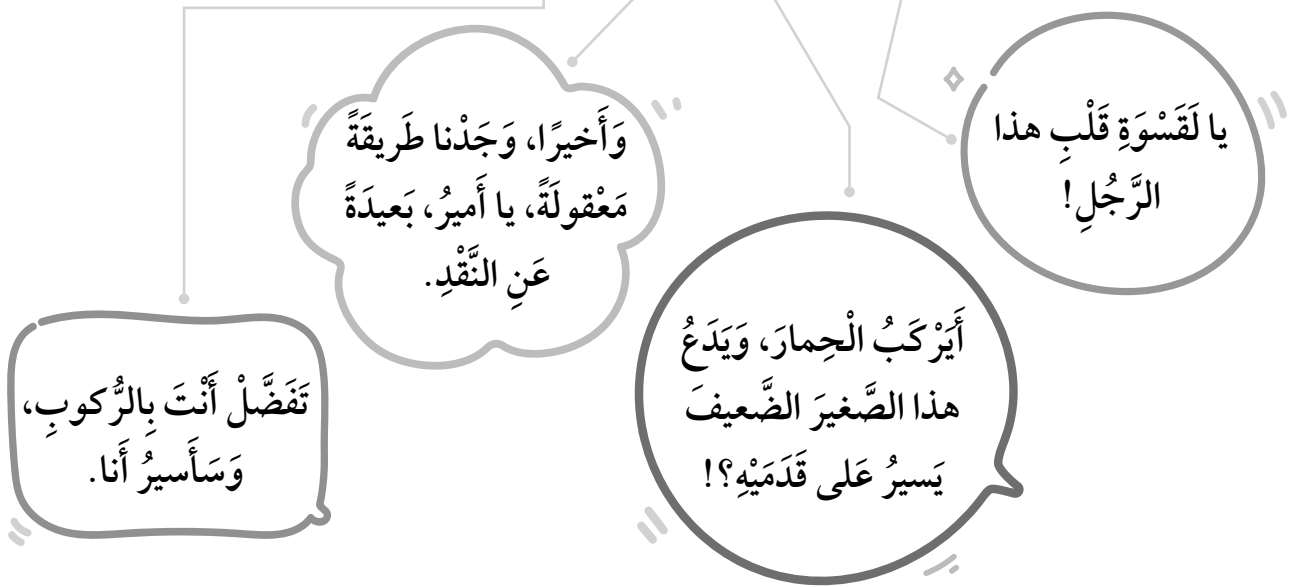 يا لَقَسْوَةِ قَلْبِ هذا
الرَّجُلِ!
وَأَخيرًا، وَجَدْنا طَريقَةً
مَعْقولَةً، يا أَميرُ، بَعيدَةً
عَنِ النَّقْدِ.
أَيَرْكَبُ الْحِمارَ، وَيَدَعُ
هذا الصَّغيرَ الضَّعيفَ
يَسيرُ عَلى قَدَمَيْهِ؟!
تَفَضَّلْ أَنْتَ بِالرُّكوبِ،
وَسَأَسيرُ أَنا.